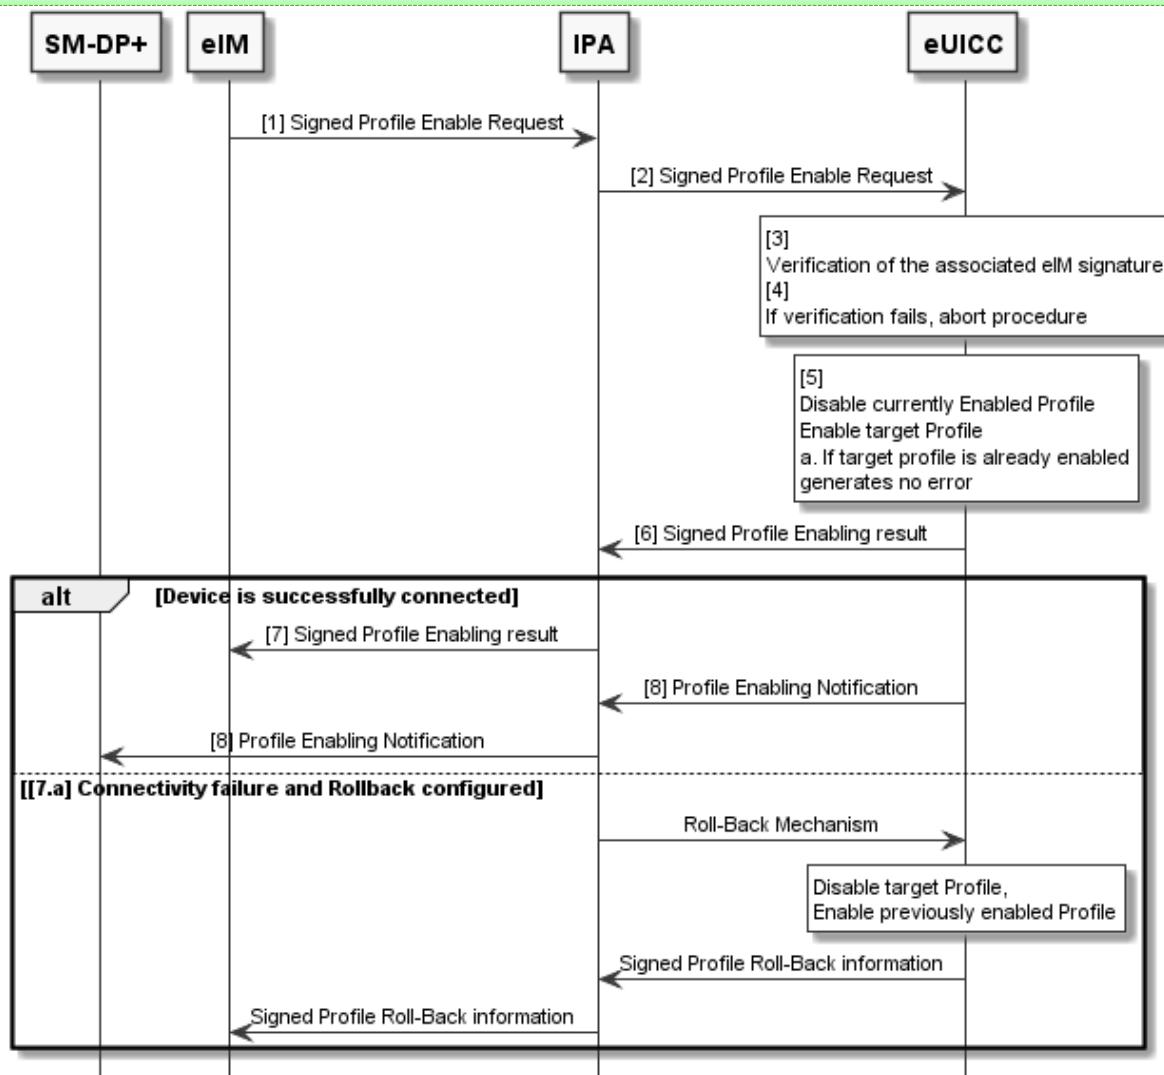 SM-DP+ eIM IPA eUICC
[1] Signed Profile Enable Request
[2] Signed Profile Enable Request
[3]
Verification of the associated eIM signature
[4]
If verification fails, abort procedure
[5]
Disable currently Enabled Profile
Enable target Profile
a. If target profile is already enabled
generates no error
[6] Signed Profile Enabling result
alt [Device is successfully connected]
[7] Signed Profile Enabling result
[8] Profile Enabling Notification
[8] Profile Enabling Notification
[[7.a] Connectivity failure and Rollback configured]
Roll-Back Mechanism
Disable target Profile,
Enable previously enabled Profile
Signed Profile Roll-Back information
Signed Profile Roll-Back information